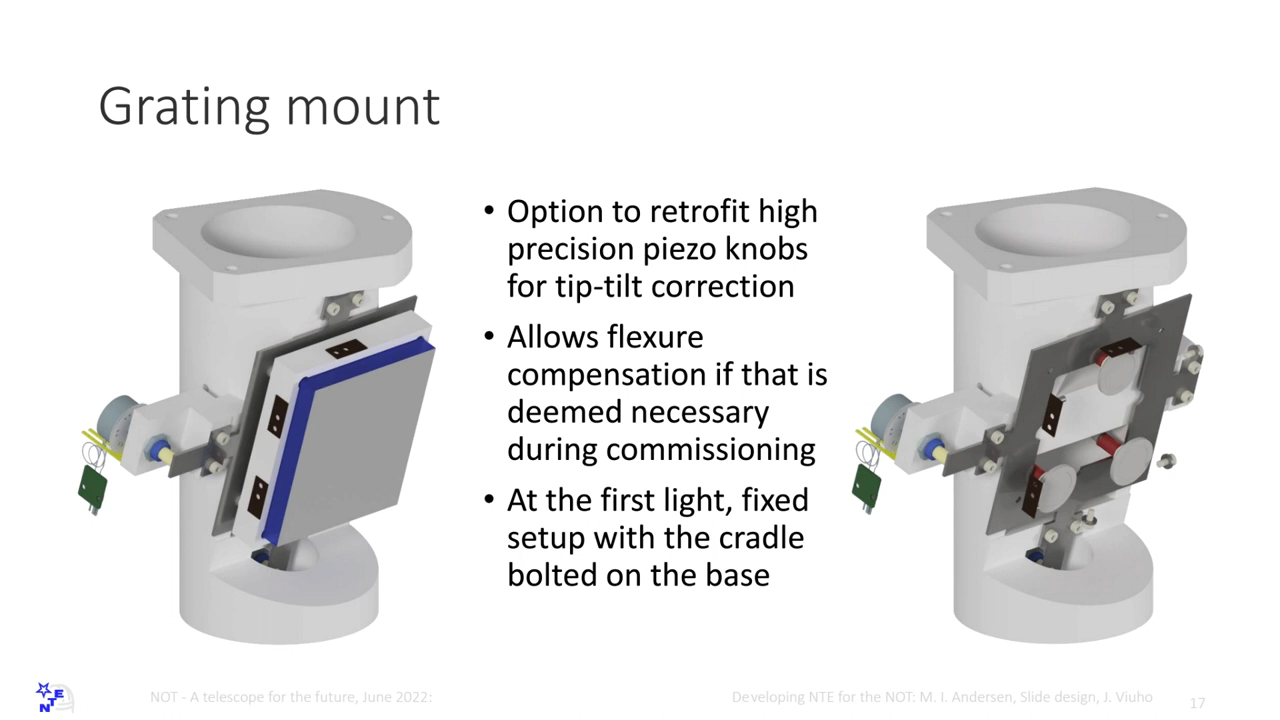 Grating mount
• Option to retrofit high
precision piezo knobs
for tip-tilt correction
• Allows flexure
compensation if that is
deemed necessary
during commissioning
• At the first light, fixed
setup with the cradle
bolted on the base
NTE
NOT - A telescope for the future, June 2022:
Developing NTE for the NOT: M. I. Andersen, Slide design, J. Viuho
17